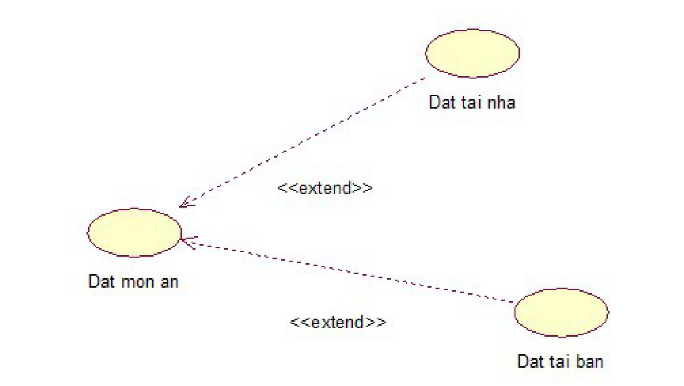 Dat tai nha
<<extend>>
Dat mon an
<<extend>>
Dat tai ban